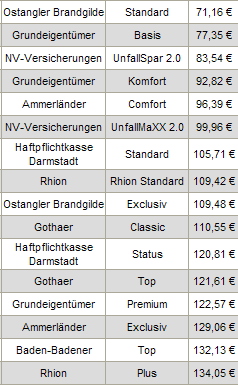 Ostangler Brandgilde Standard 71,16 €
Grundeigentümer Basis 77,35 €
NV-Versicherungen UnfallSpar 2.0 83,54 €
Grundeigentümer Komfort 92,82 €
Ammerländer Comfort 96,39 €
NV-Versicherungen UnfallMaXX 2.0 99,96 €
Haftpflichtkasse
Darmstadt Standard 105,71 €
Rhion Rhion Standard 109,42 €
Ostangler Brandgilde Exclusiv 109,48 €
Gothaer Classic 110,55 €
Haftpflichtkasse
Darmstadt Status 120,81 €
Gothaer Top 121,61 €
Grundeigentümer Premium 122,57 €
Ammerländer Exclusiv 129,06 €
Baden-Badener Top 132,13 €
Rhion Plus 134,05 €